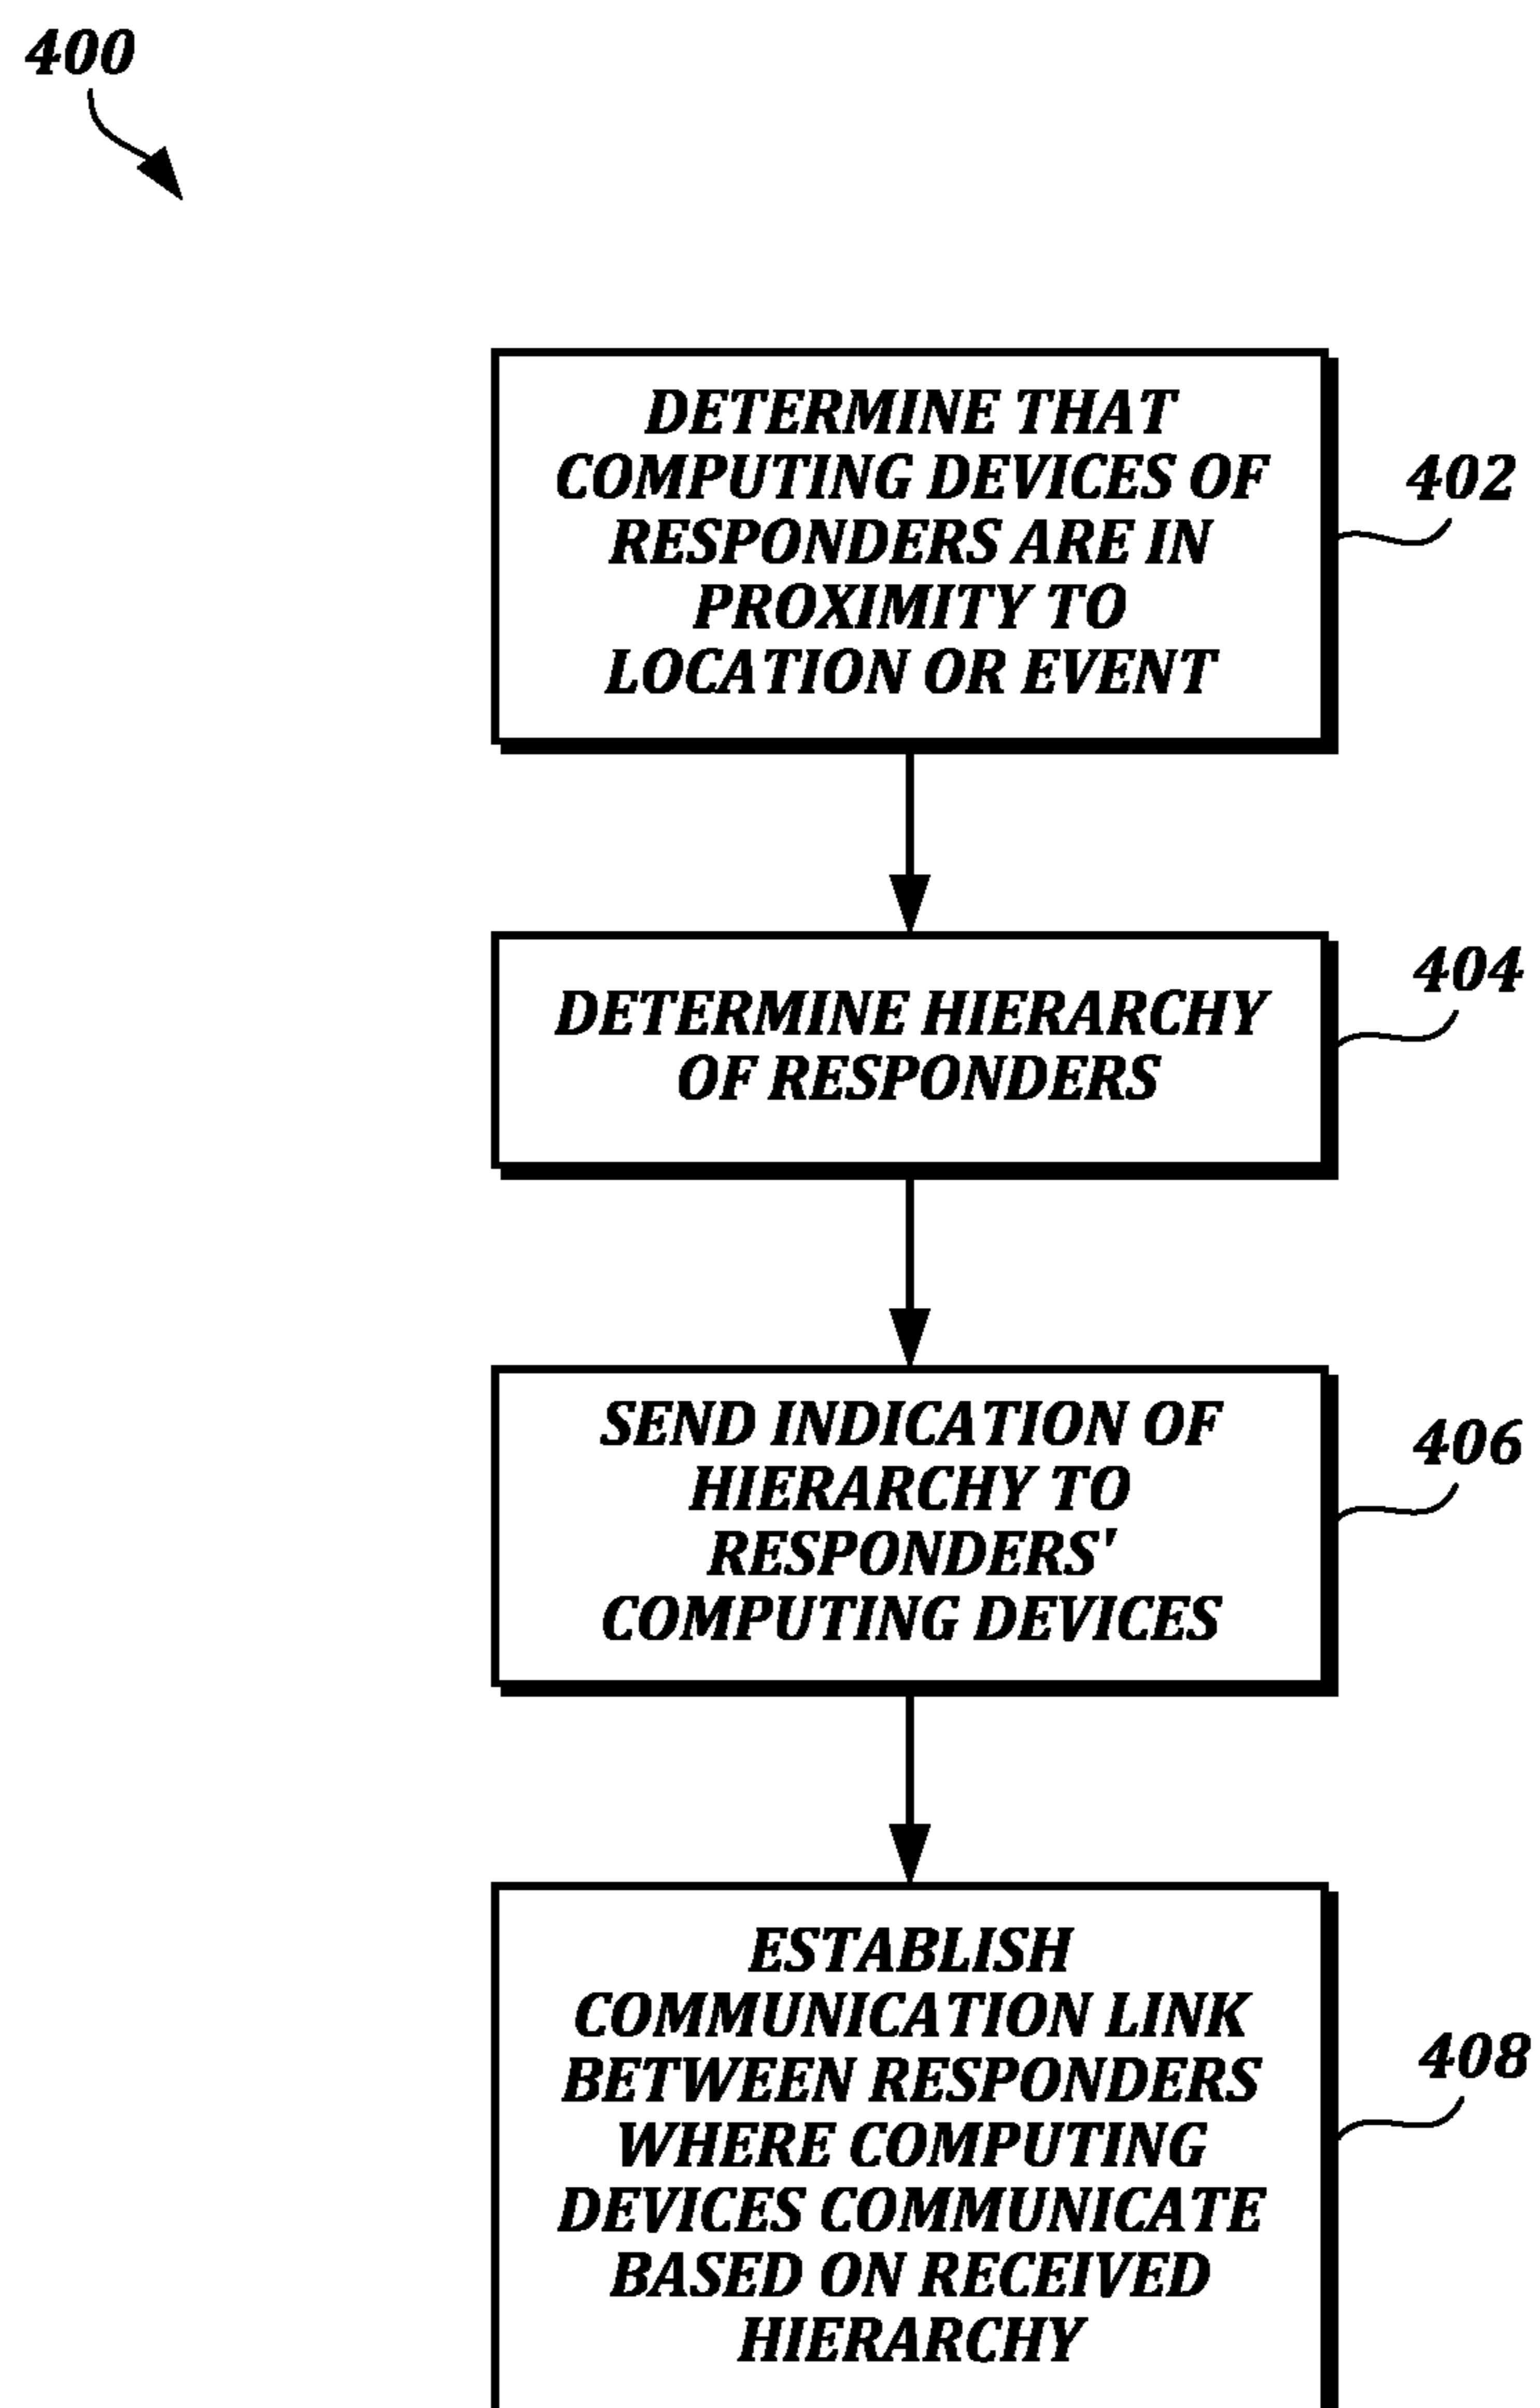 400
DETERMINE THAT
COMPUTING DEVICES OF
RESPONDERS ARE IN
PROXIMITY TO
LOCATION OR EVENT
402
DETERMINE HIERARCHY
OF RESPONDERS
404
SEND INDICATION OF
HIERARCHY TO
RESPONDERS'
COMPUTING DEVICES
406
ESTABLISH
COMMUNICATION LINK
BETWEEN RESPONDERS
WHERE COMPUTING
DEVICES COMMUNICATE
BASED ON RECEIVED
HIERARCHY
408